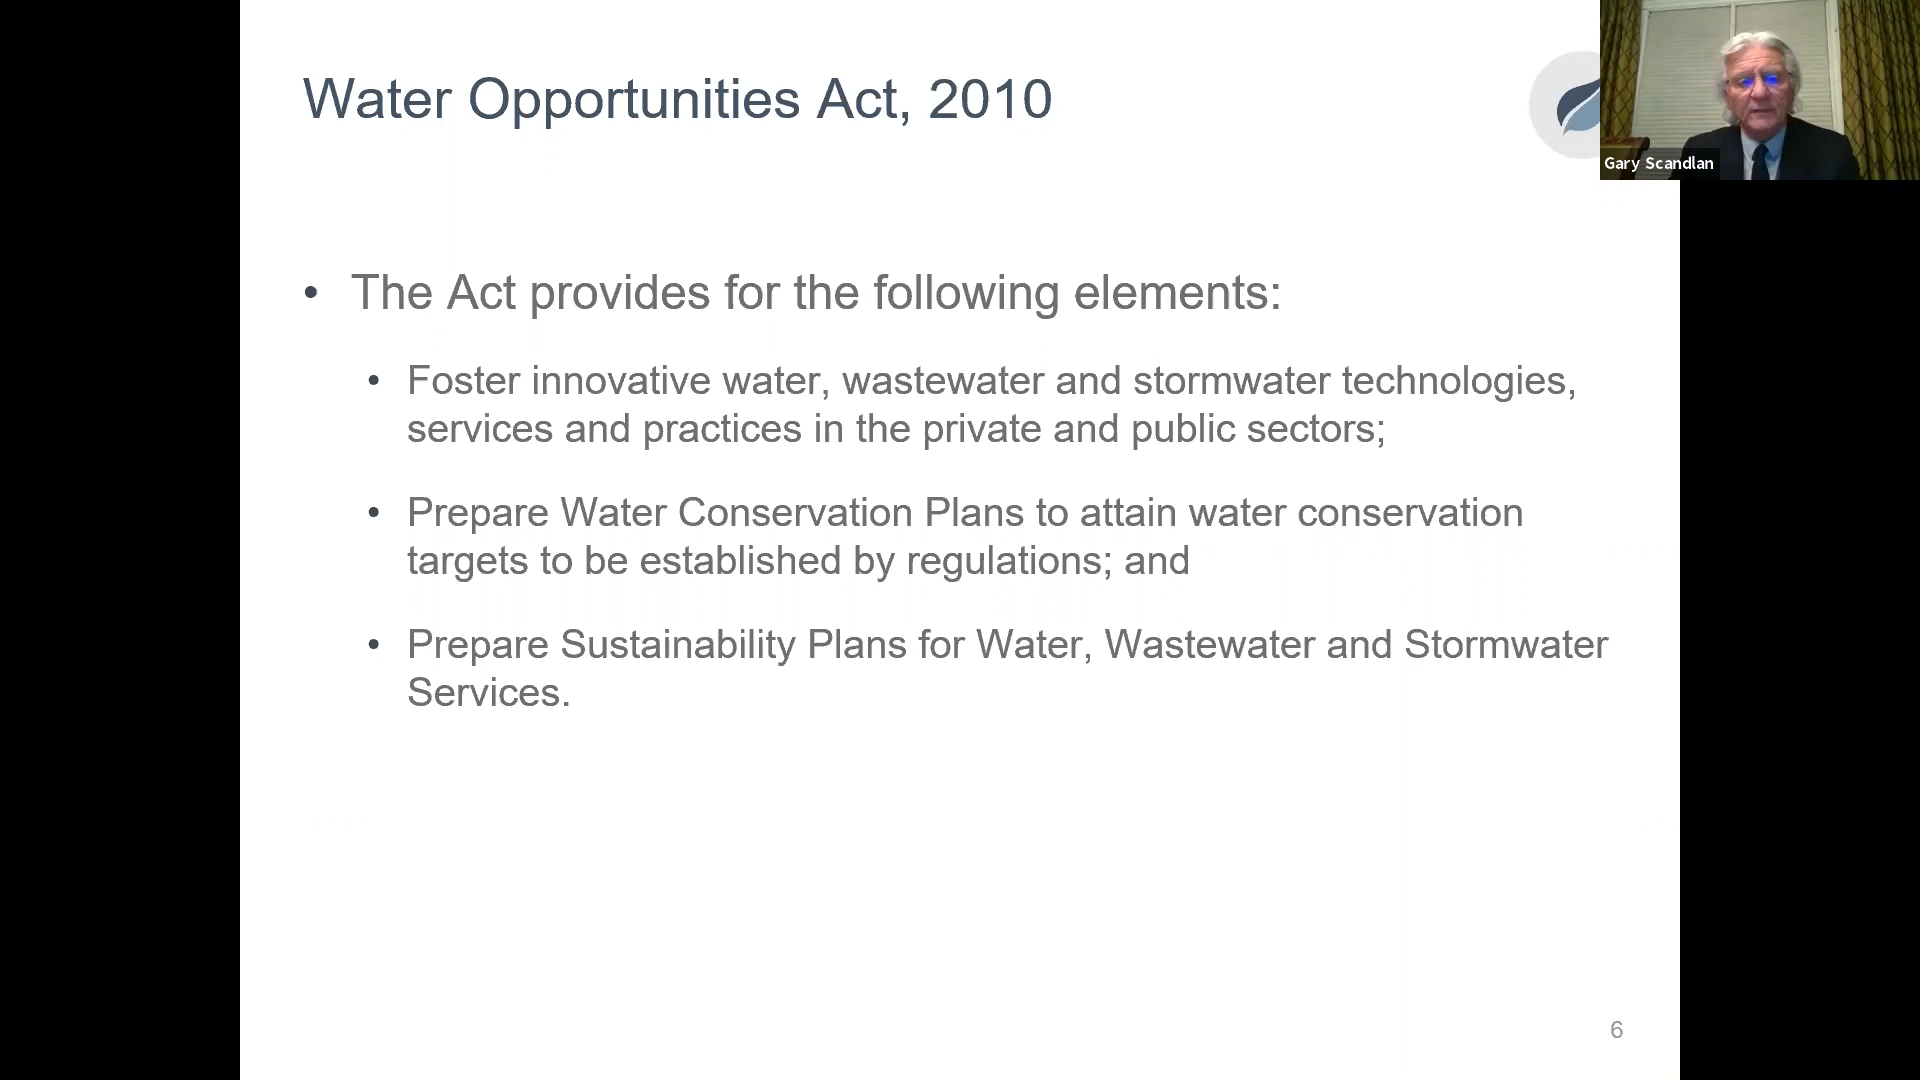 Water Opportunities Act, 2010
Gary Scandlan
• The Act provides for the following elements:
• Foster innovative water, wastewater and stormwater technologies,
services and practices in the private and public sectors;
• Prepare Water Conservation Plans to attain water conservation
targets to be established by regulations; and
• Prepare Sustainability Plans for Water, Wastewater and Stormwater
Services.
6